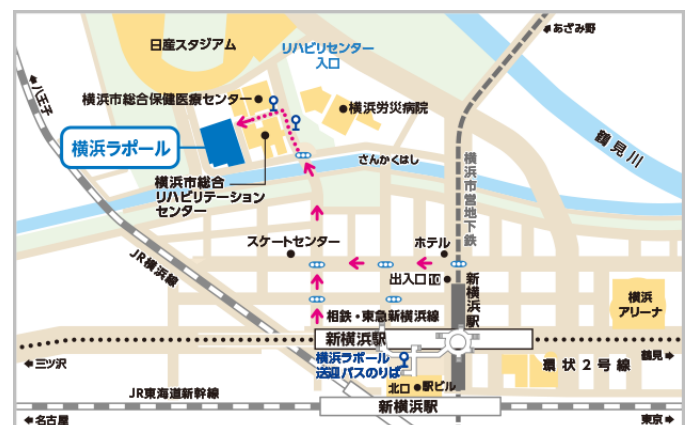 日産スタジアム
リハビリセンター
入口
あざみ野
八王子
横浜市総合保健医療センター
横浜労災病院
横浜ラポール
さんかくはし
鶴見川
横浜市総合
リハビリテーション
センター
横浜市営地下鉄
JR横浜線
スケートセンター
ホテル
出入口10
新横浜駅
横浜
アリーナ
相鉄・東急新横浜線
新横浜駅
三ツ沢
横浜ラポール
送迎バスのりば
環状2号線
鶴見
北口
駅ビル
JR東海道新幹線
新横浜駅
名古屋
東京